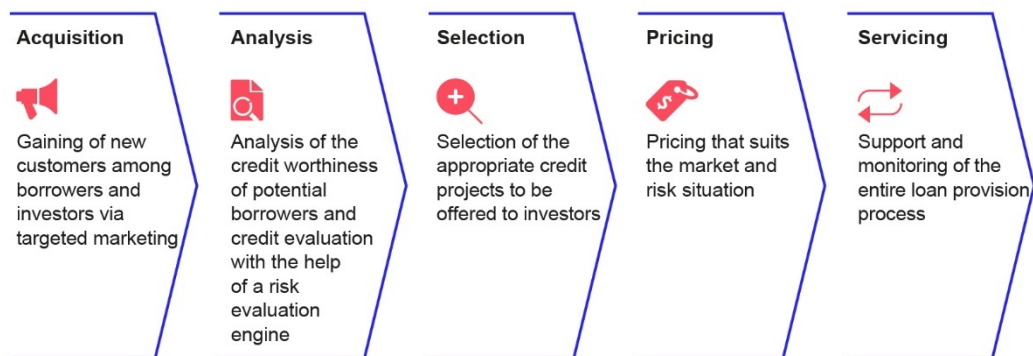 Acquisition
Gaining of new
customers among
borrowers and
investors via
targeted marketing
Analysis
Analysis of the
credit worthiness
of potential
borrowers and
credit evaluation
with the help
of a risk
evaluation
engine
Selection
Selection of the
appropriate credit
projects to be
offered to investors
Pricing
$
Pricing that suits
the market and
risk situation
Servicing
Support and
monitoring of the
entire loan provision
process